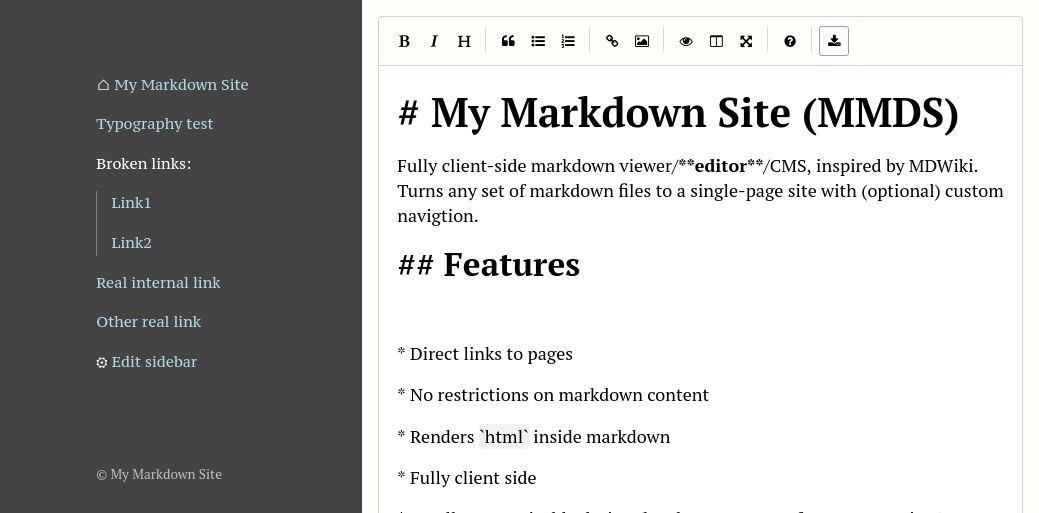 My Markdown Site
Typography test
Broken links:
Link1
Link2
Real internal link
Other real link
Edit sidebar
© My Markdown Site
B I H
# My Markdown Site (MMDS)
Fully client-side markdown viewer/**editor**/CMS, inspired by MDWiki.
Turns any set of markdown files to a single-page site with (optional) custom
navigtion.
## Features
* Direct links to pages
* No restrictions on markdown content
* Renders `html` inside markdown
* Fully client side